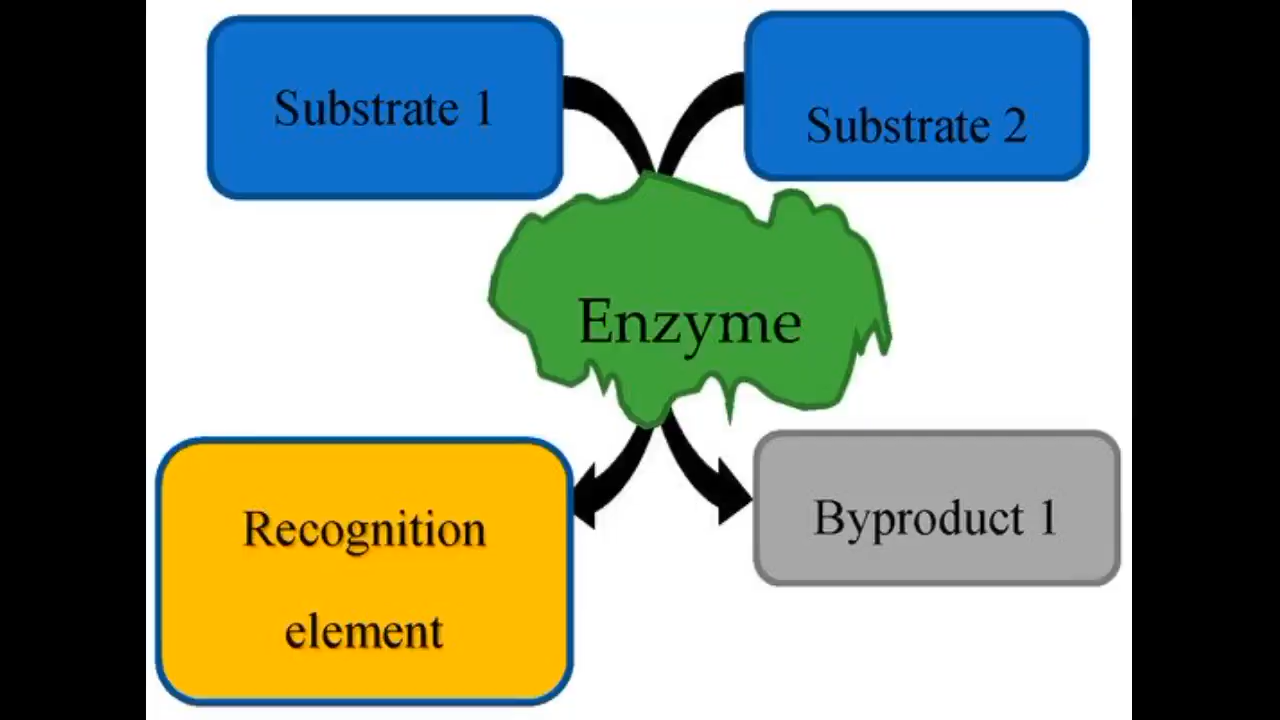 Substrate 1
Substrate 2
Enzyme
Recognition
element
Byproduct 1